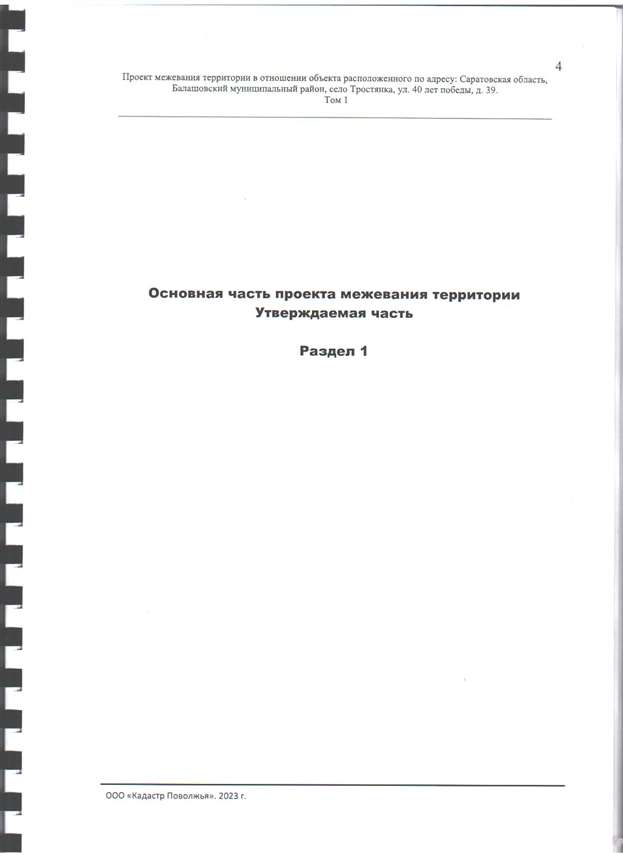 4
Проект межевания территории в отношении объекта расположенного по адресу: Саратовская область,
Балашовский муниципальный район, село Тростянка, ул. 40 лет победы, д. 39.
Том 1
Основная часть проекта межевания территории
Утверждаемая часть
Раздел 1
ООО «Кадастр Поволжья». 2023 г.